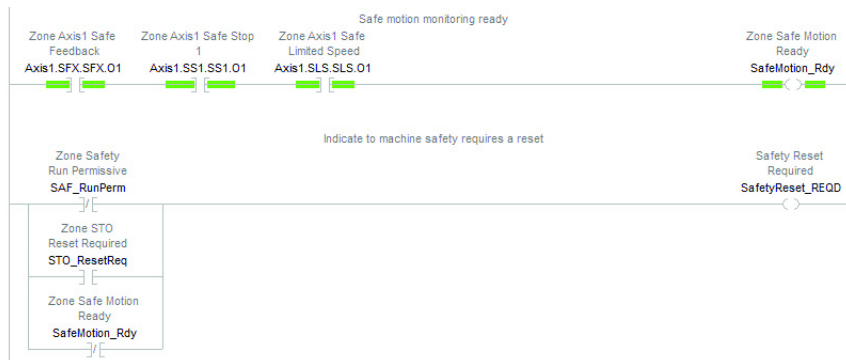 Safe motion monitoring ready
Zone Axis1 Safe
Feedback
Axis1.SFX.SFX.O1
Zone Axis1 Safe Stop
1
Axis1.SS1.SS1.O1
Zone Axis1 Safe
Limited Speed
Axis1.SLS.SLS.O1
Zone Safe Motion
Ready
SafeMotion_Rdy
Indicate to machine safety requires a reset
Zone Safety
Run Permissive
SAF_RunPerm
Safety Reset
Required
SafetyReset_REQD
Zone STO
Reset Required
STO_ResetReq
Zone Safe Motion
Ready
SafeMotion_Rdy